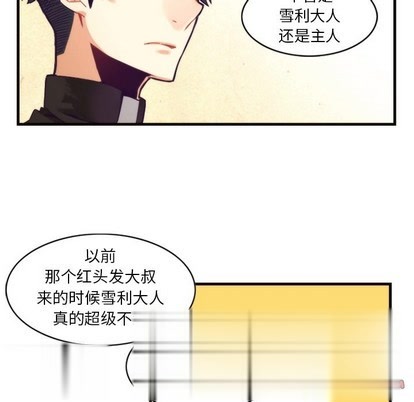 雪利大人
还是主人
以前
那个红头发大叔
来的时候雪利大人
真的超级不